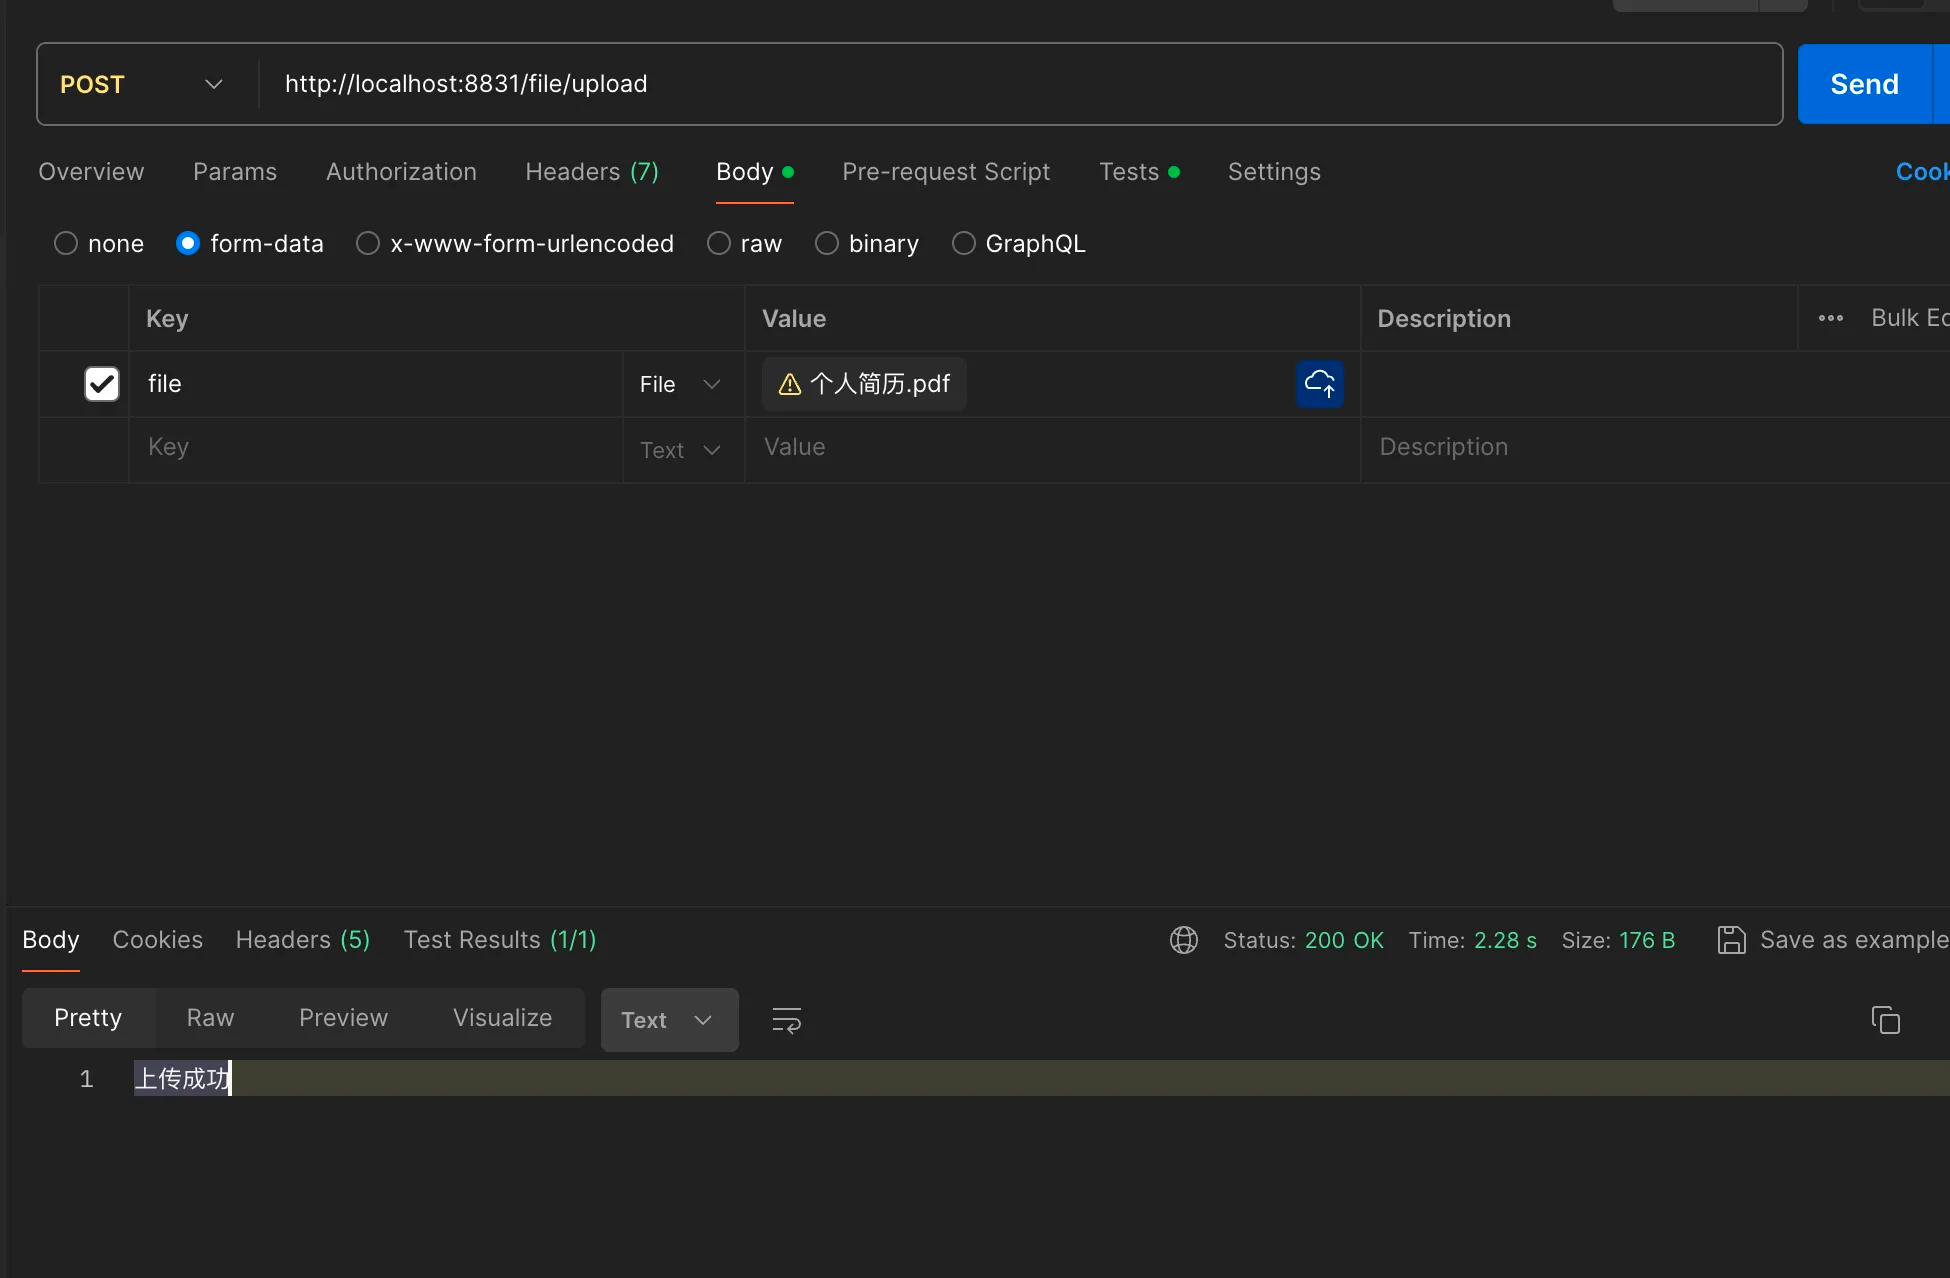 POST http://localhost:8831/file/upload Send
Overview Params Authorization Headers (7) Body Pre-request Script Tests Settings
none form-data x-www-form-urlencoded raw binary GraphQL
Key Value Description
file File 个人简历.pdf
Key Text Value Description
Body Cookies Headers (5) Test Results (1/1) Status: 200 OK Time: 2.28 s Size: 176 B Save as example
Pretty Raw Preview Visualize Text
1 上传成功